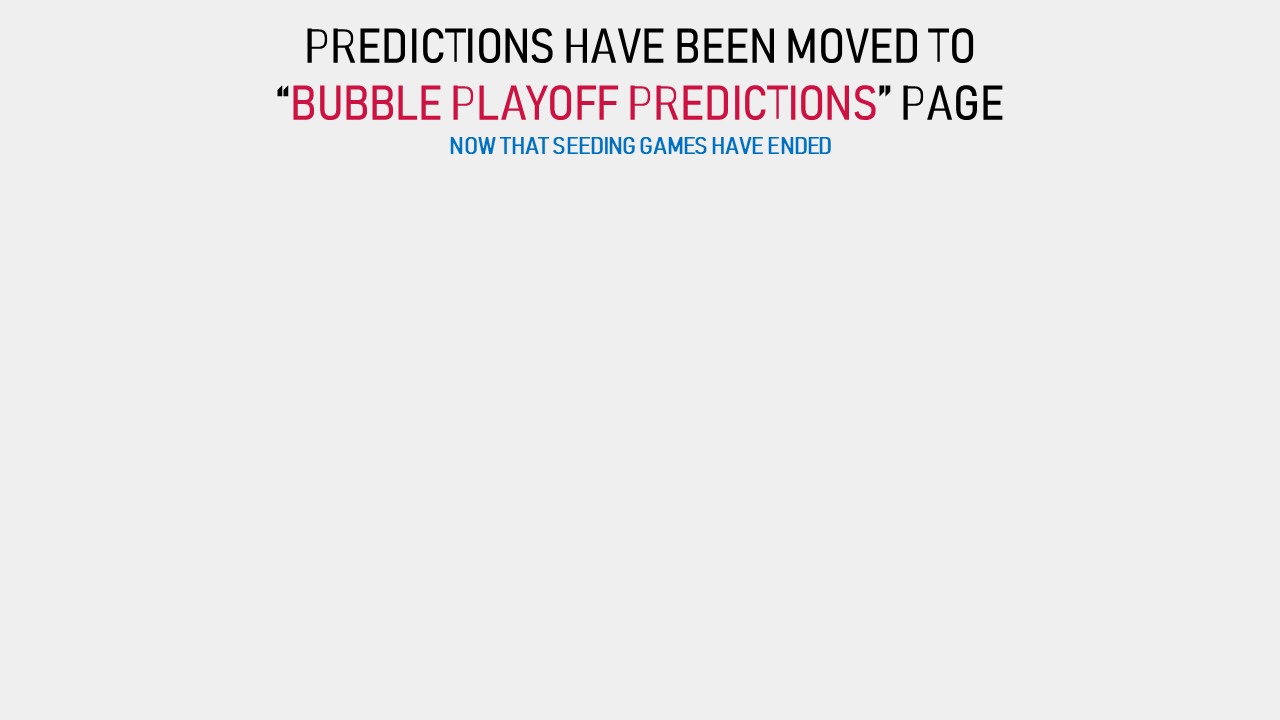 PREDICTIONS HAVE BEEN MOVED TO
“BUBBLE PLAYOFF PREDICTIONS” PAGE
NOW THAT SEEDING GAMES HAVE ENDED